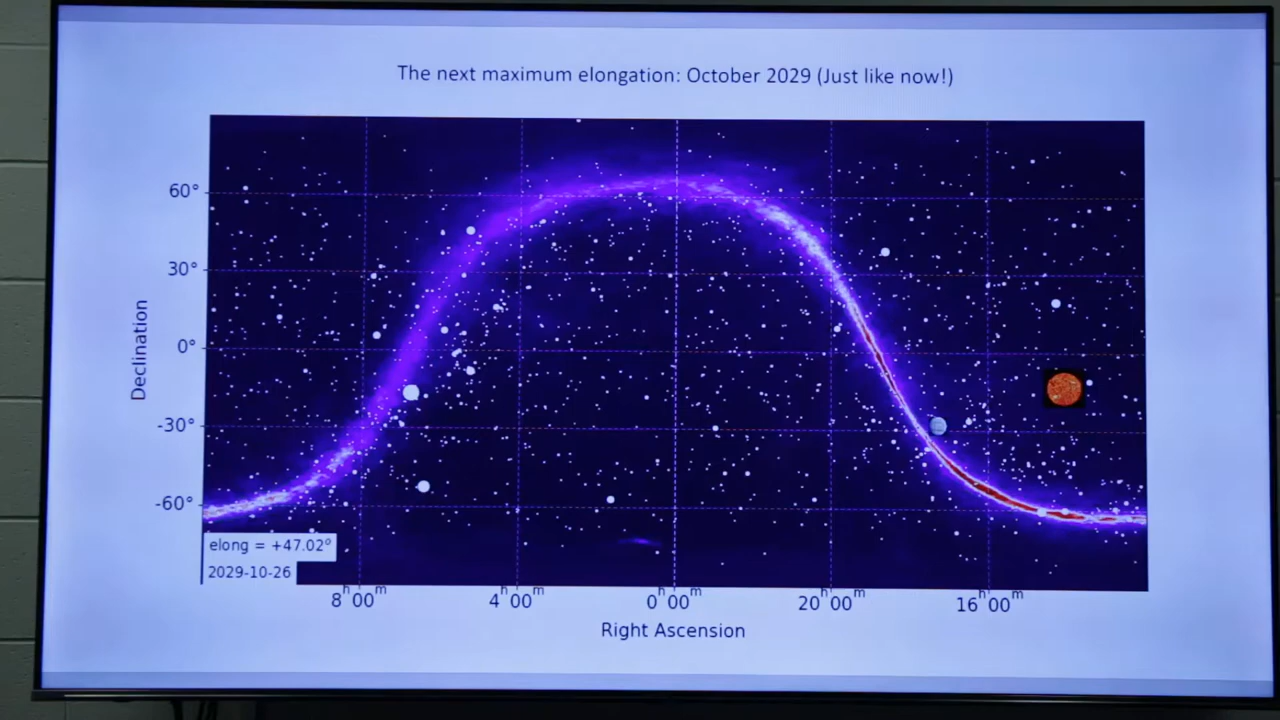 The next maximum elongation: October 2029 (Just like now!)
60°
30°
0°
-30°
-60°
Declination
elong = +47.02°
2029-10-26
8ʰ00ᵐ 4ʰ00ᵐ 0ʰ00ᵐ 20ʰ00ᵐ 16ʰ00ᵐ
Right Ascension